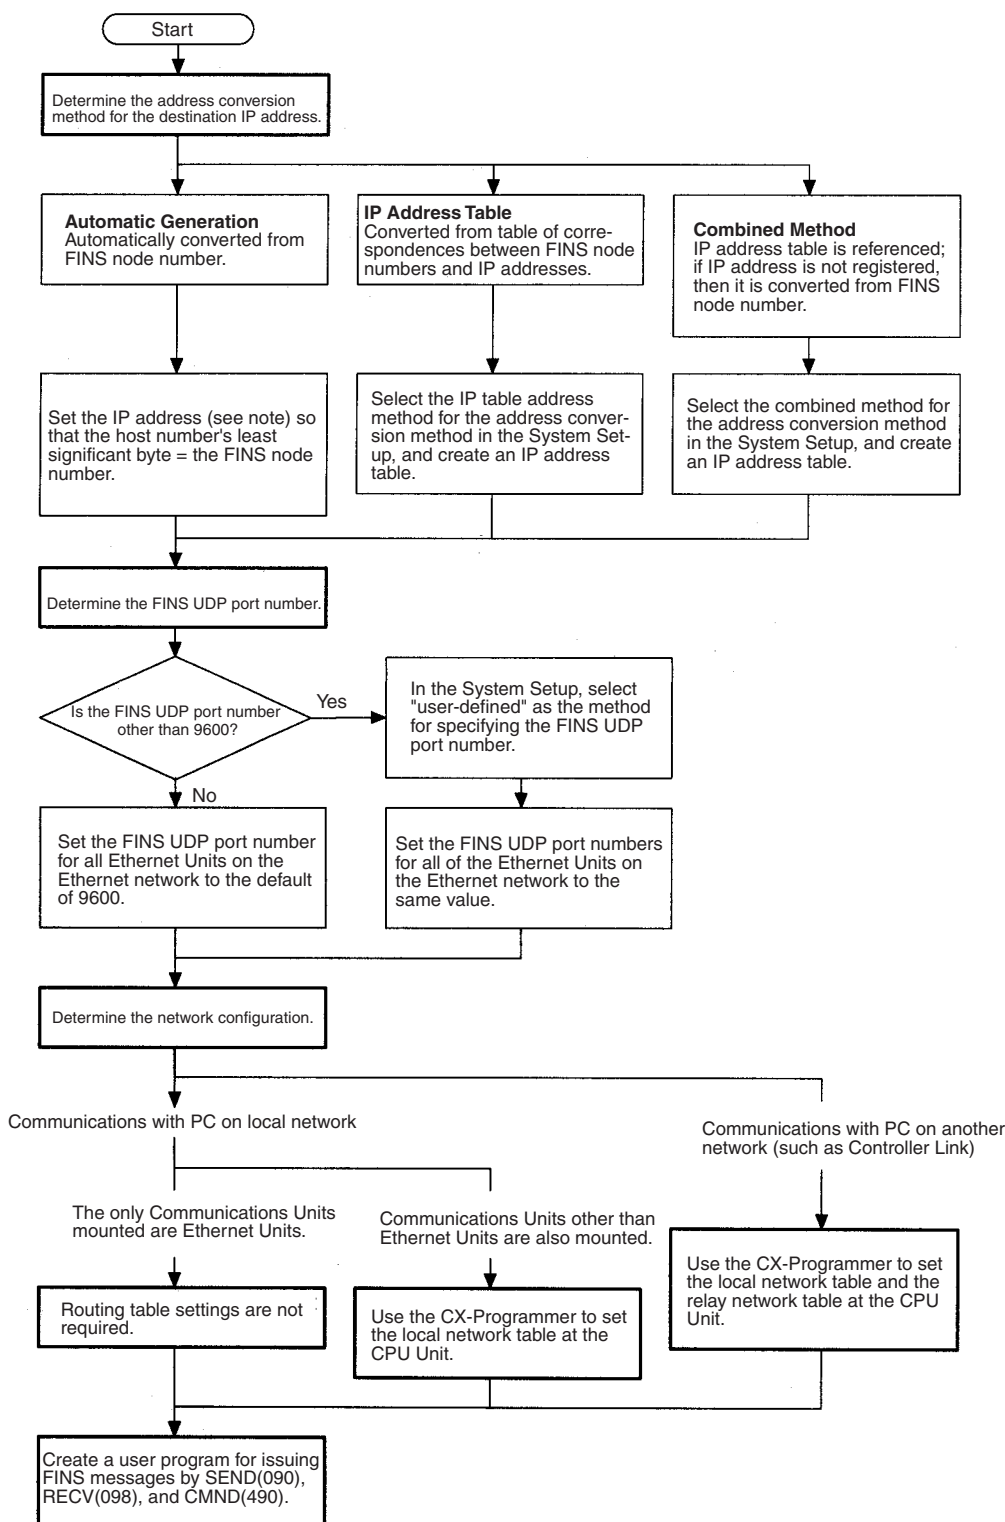 Start
Determine the address conversion
method for the destination IP address.
Automatic Generation
Automatically converted from
FINS node number.
IP Address Table
Converted from table of corre-
spondences between FINS node
numbers and IP addresses.
Combined Method
IP address table is referenced;
if IP address is not registered,
then it is converted from FINS
node number.
Set the IP address (see note) so
that the host number's least
significant byte = the FINS node
number.
Select the IP table address
method for the address conver-
sion method in the System Set-
up, and create an IP address
table.
Select the combined method for
the address conversion method
in the System Setup, and create
an IP address table.
Determine the FINS UDP port number.
Is the FINS UDP port number
other than 9600?
Yes
In the System Setup, select
"user-defined" as the method
for specifying the FINS UDP
port number.
No
Set the FINS UDP port number
for all Ethernet Units on the
Ethernet network to the default
of 9600.
Set the FINS UDP port numbers
for all of the Ethernet Units on
the Ethernet network to the
same value.
Determine the network configuration.
Communications with PC on local network
Communications with PC on another
network (such as Controller Link)
The only Communications Units
mounted are Ethernet Units.
Communications Units other than
Ethernet Units are also mounted.
Routing table settings are not
required.
Use the CX-Programmer to set
the local network table at the
CPU Unit.
Use the CX-Programmer to set
the local network table and the
relay network table at the CPU
Unit.
Create a user program for issuing
FINS messages by SEND(090),
RECV(098), and CMND(490).